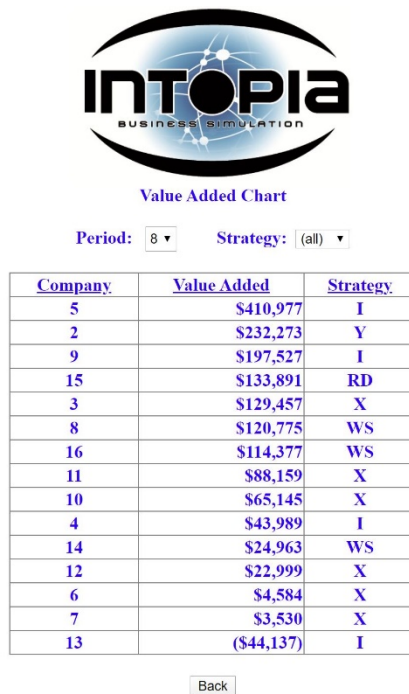 INTOPIA
BUSINESS SIMULATION
Value Added Chart
Period: 8 Strategy: (all)
Company Value Added Strategy
5 $410,977 I
2 $232,273 Y
9 $197,527 I
15 $133,891 RD
3 $129,457 X
8 $120,775 WS
16 $114,377 WS
11 $88,159 X
10 $65,145 X
4 $43,989 I
14 $24,963 WS
12 $22,999 X
6 $4,584 X
7 $3,530 X
13 ($44,137) I
Back